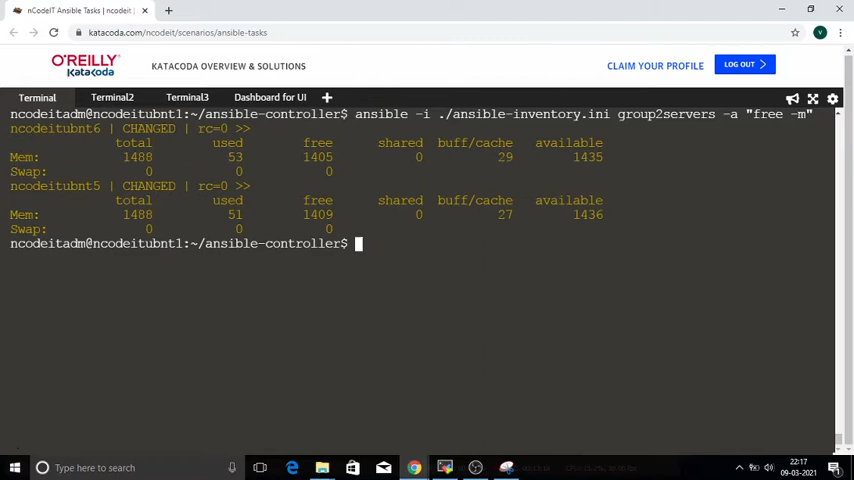 nCodeIT Ansible Tasks | ncodeit
katacoda.com/ncodeit/scenarios/ansible-tasks
V
O'REILLY
Katacoda
KATACODA OVERVIEW & SOLUTIONS
CLAIM YOUR PROFILE
LOG OUT
Terminal Terminal2 Terminal3 Dashboard for UI +
ncodeitadm@ncodeitubnt1:~/ansible-controller$ ansible -i ./ansible-inventory.ini group2servers -a "free -m"
ncodeitubnt6 | CHANGED | rc=0 >>
total used free shared buff/cache available
Mem: 1488 53 1405 0 29 1435
Swap: 0 0 0
ncodeitubnt5 | CHANGED | rc=0 >>
total used free shared buff/cache available
Mem: 1488 51 1409 0 27 1436
Swap: 0 0 0
ncodeitadm@ncodeitubnt1:~/ansible-controller$
Type here to search
22:17
09-03-2021